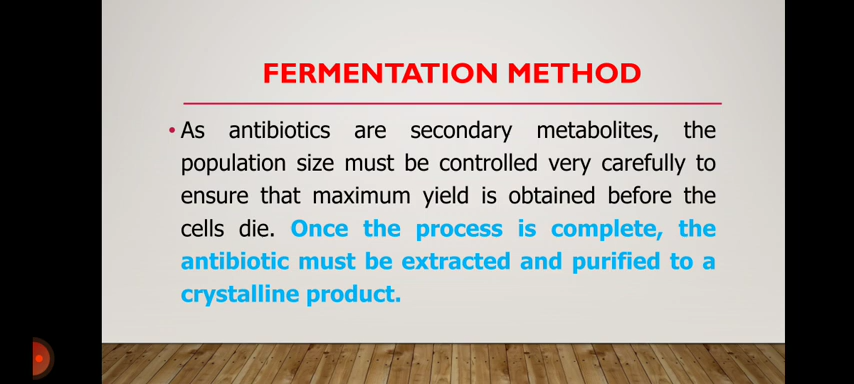 FERMENTATION METHOD
• As antibiotics are secondary metabolites, the
population size must be controlled very carefully to
ensure that maximum yield is obtained before the
cells die. Once the process is complete, the
antibiotic must be extracted and purified to a
crystalline product.